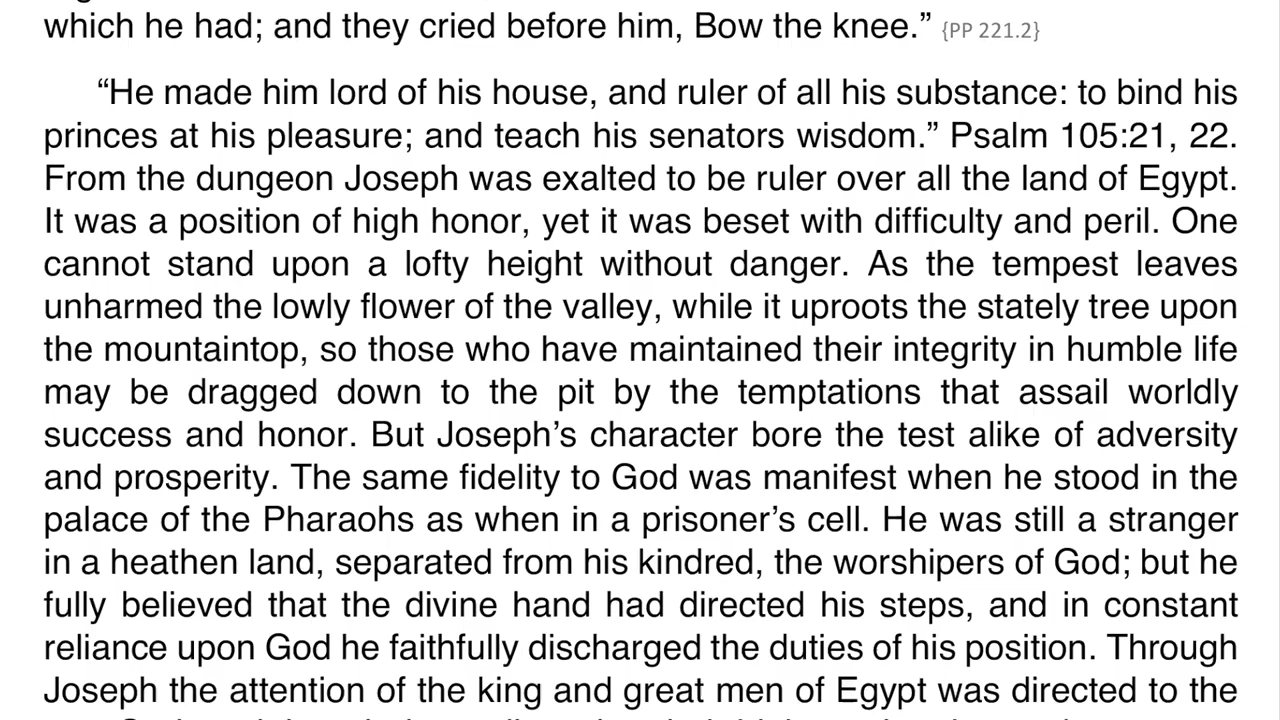 which he had; and they cried before him, Bow the knee.” {PP 221.2}
“He made him lord of his house, and ruler of all his substance: to bind his
princes at his pleasure; and teach his senators wisdom.” Psalm 105:21, 22.
From the dungeon Joseph was exalted to be ruler over all the land of Egypt.
It was a position of high honor, yet it was beset with difficulty and peril. One
cannot stand upon a lofty height without danger. As the tempest leaves
unharmed the lowly flower of the valley, while it uproots the stately tree upon
the mountaintop, so those who have maintained their integrity in humble life
may be dragged down to the pit by the temptations that assail worldly
success and honor. But Joseph’s character bore the test alike of adversity
and prosperity. The same fidelity to God was manifest when he stood in the
palace of the Pharaohs as when in a prisoner’s cell. He was still a stranger
in a heathen land, separated from his kindred, the worshipers of God; but he
fully believed that the divine hand had directed his steps, and in constant
reliance upon God he faithfully discharged the duties of his position. Through
Joseph the attention of the king and great men of Egypt was directed to the